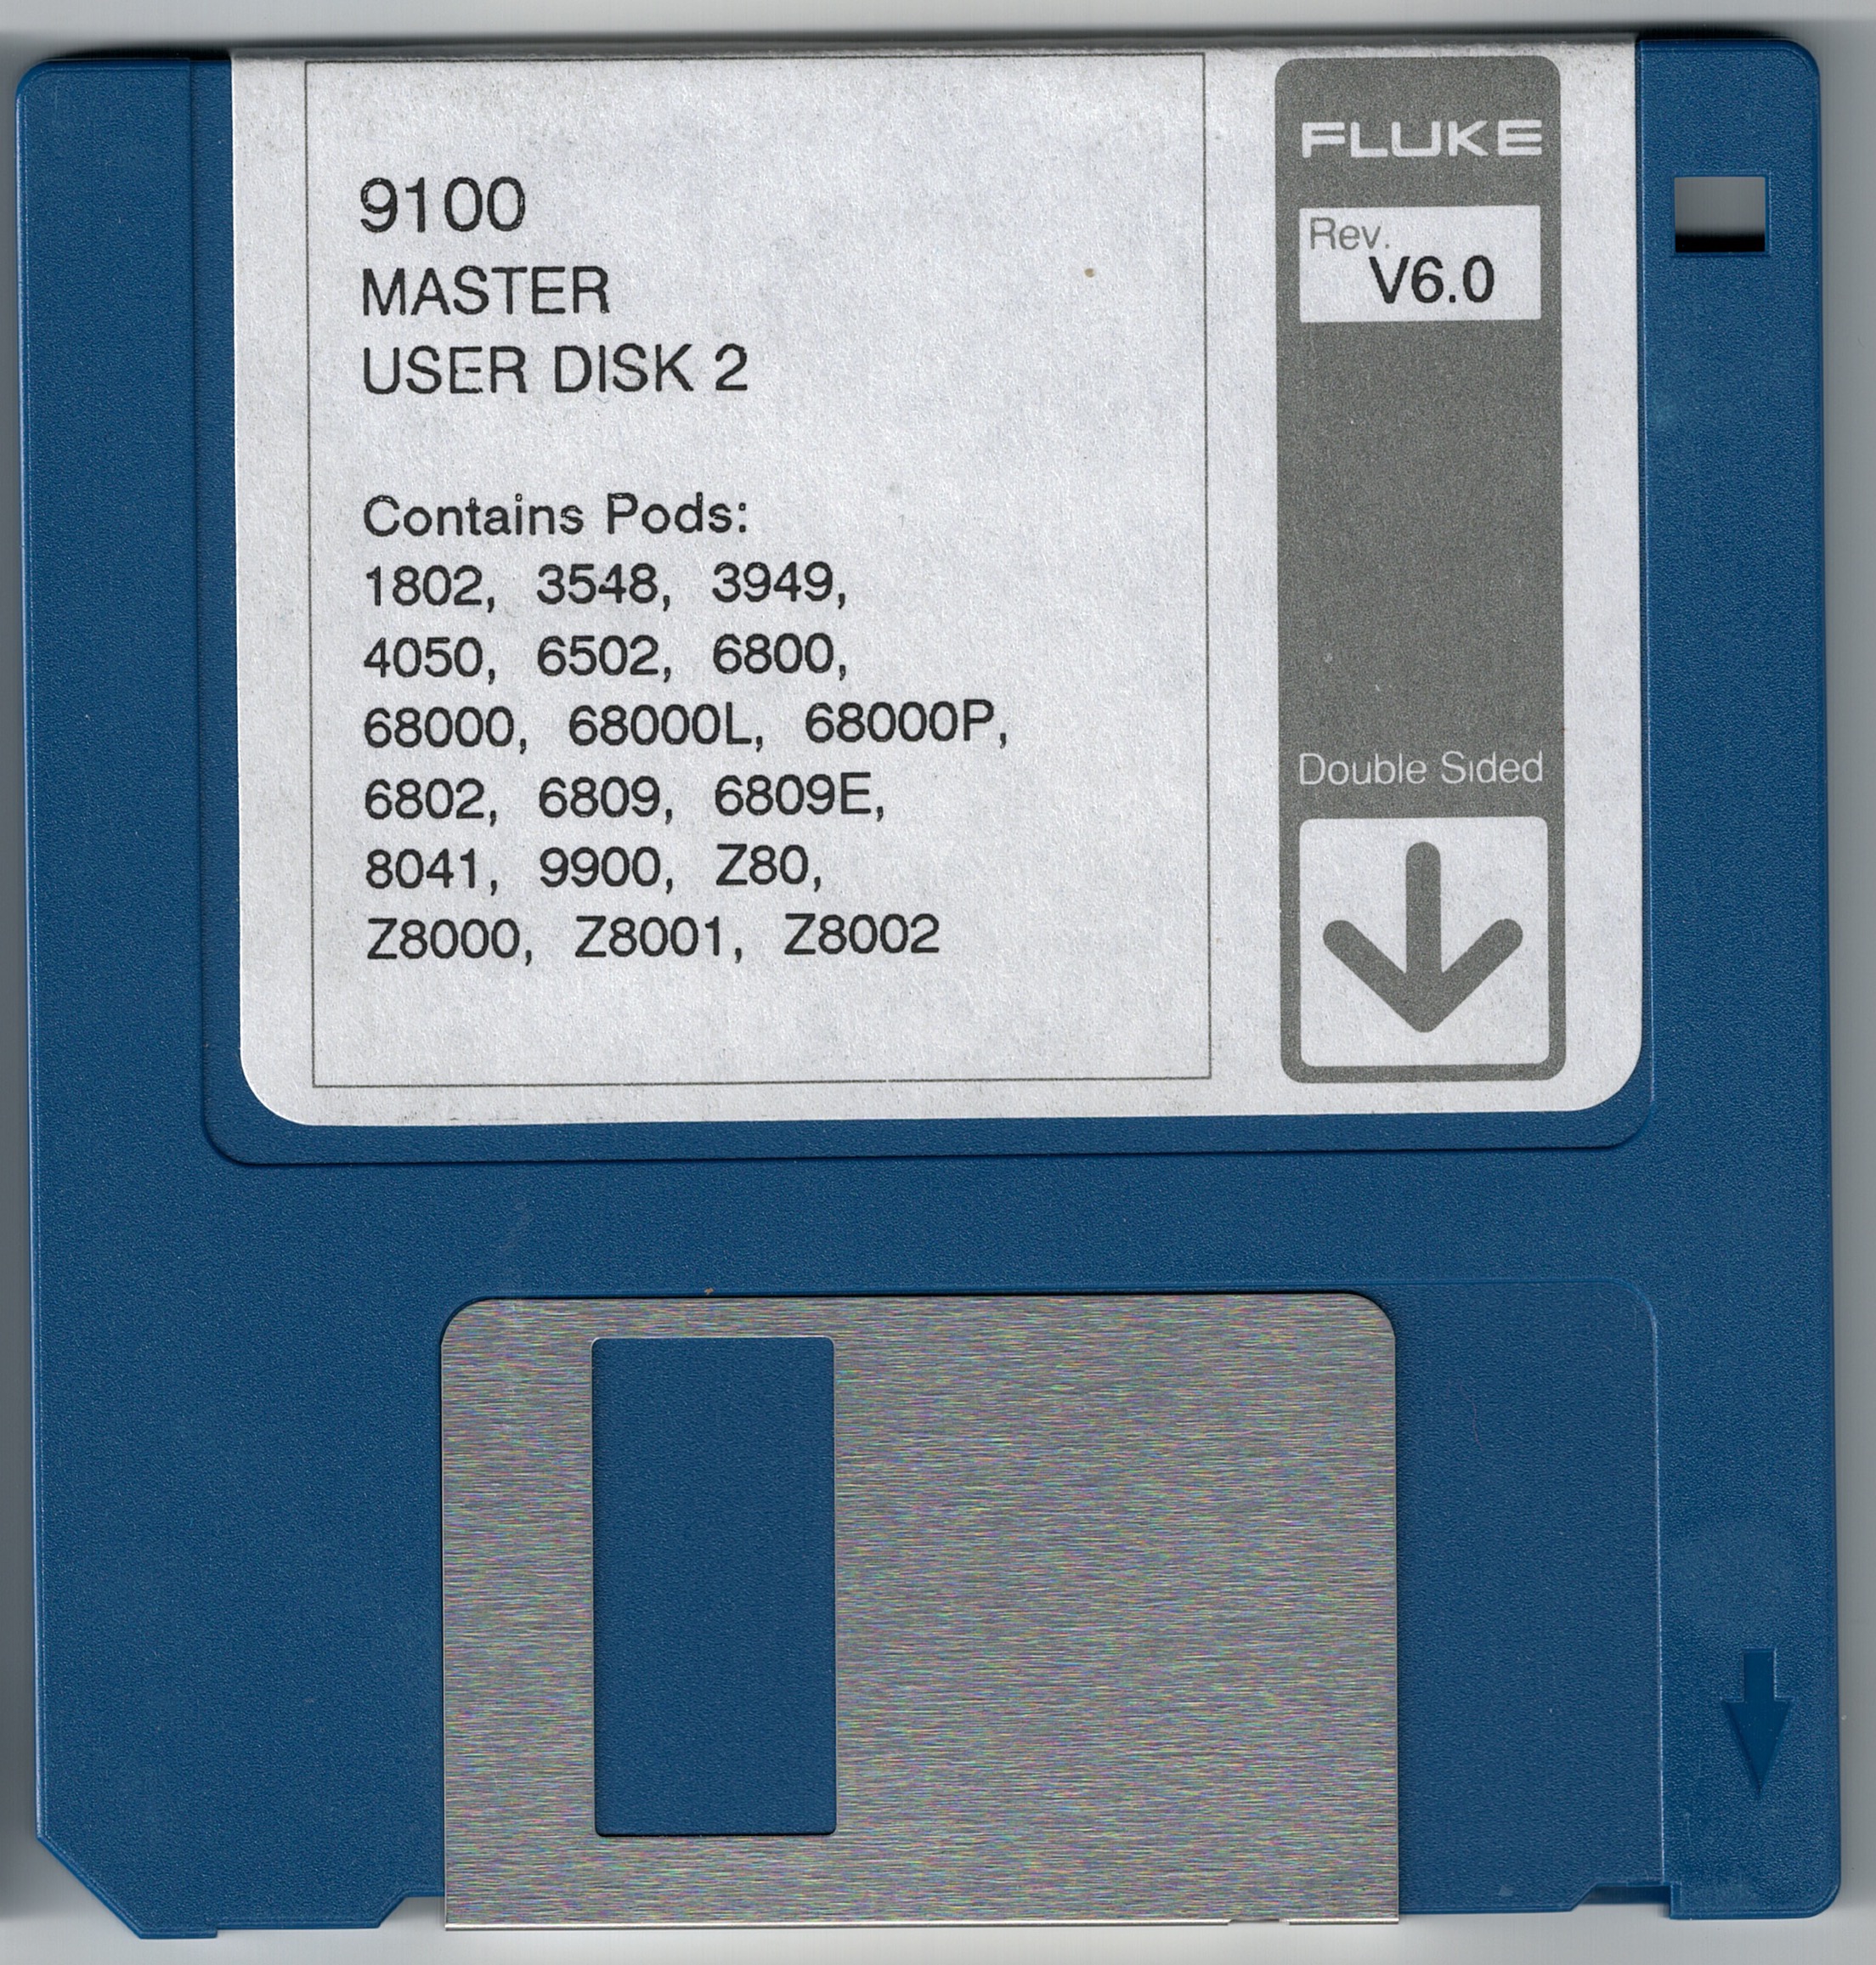 9100
MASTER
USER DISK 2
Contains Pods:
1802, 3548, 3949,
4050, 6502, 6800,
68000, 68000L, 68000P,
6802, 6809, 6809E,
8041, 9900, Z80,
Z8000, Z8001, Z8002
FLUKE
Rev.
V6.0
Double Sided